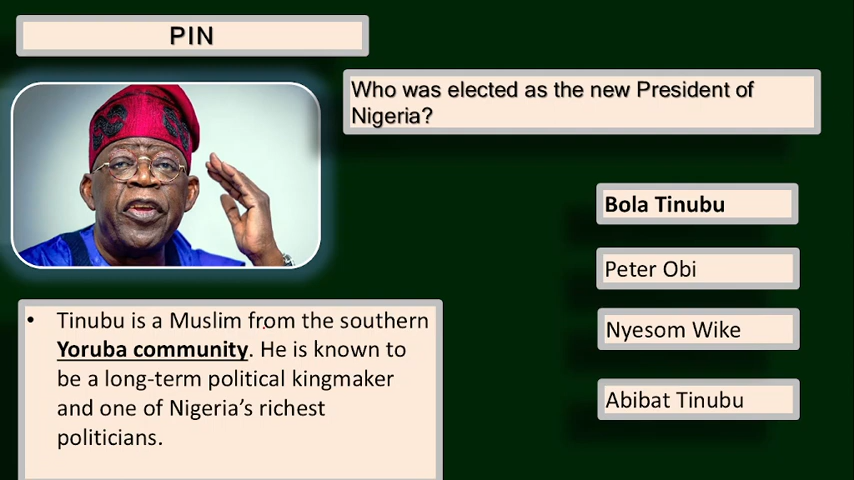 PIN
Who was elected as the new President of
Nigeria?
Bola Tinubu
Peter Obi
Nyesom Wike
Abibat Tinubu
• Tinubu is a Muslim from the southern
Yoruba community. He is known to
be a long-term political kingmaker
and one of Nigeria’s richest
politicians.